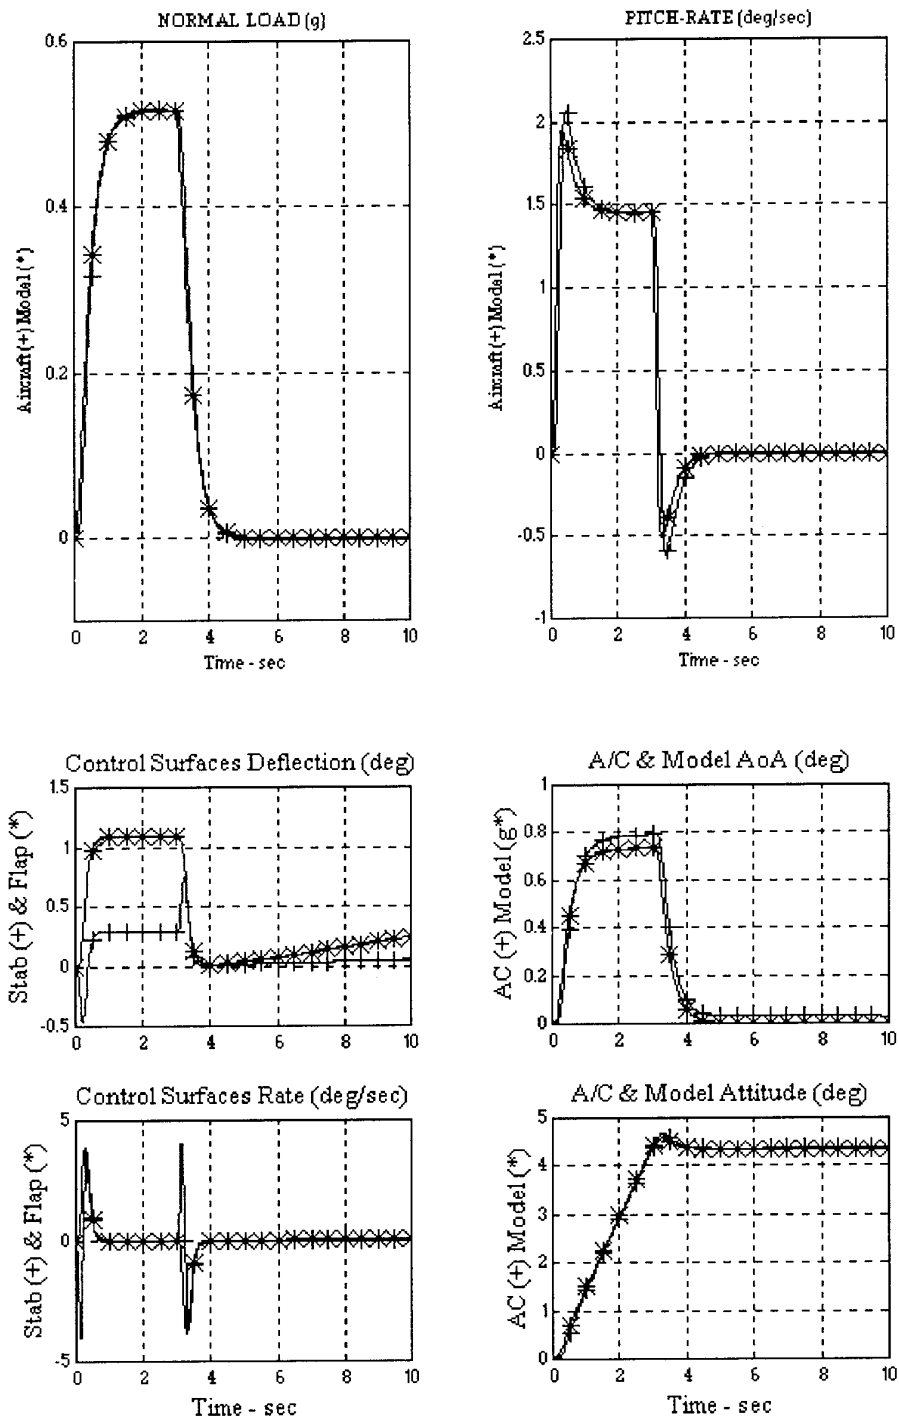 NORMAL LOAD (g)
0.6
0.4
0.2
0
Aircraft (+) Model (*)
0 2 4 6 8 10
Time - sec
PITCH-RATE (deg/sec)
2.5
2
1.5
1
0.5
0
-0.5
-1
Aircraft (+) Model (*)
0 2 4 6 8 10
Time - sec
Control Surfaces Deflection (deg)
1.5
1
0.5
0
-0.5
Stab (+) & Flap (*)
0 2 4 6 8 10
A/C & Model AoA (deg)
1
0.8
0.6
0.4
0.2
0
AC (+) Model (g*)
0 2 4 6 8 10
Control Surfaces Rate (deg/sec)
5
0
-5
Stab (+) & Flap (*)
0 2 4 6 8 10
Time - sec
A/C & Model Attitude (deg)
5
4
3
2
1
0
AC (+) Model (*)
0 2 4 6 8 10
Time - sec